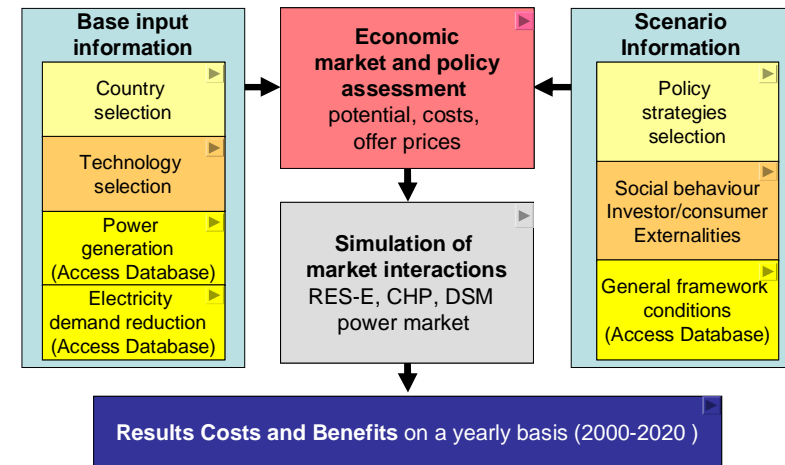 Base input
information
Country
selection
Technology
selection
Power
generation
(Access Database)
Electricity
demand reduction
(Access Database)
Economic
market and policy
assessment
potential, costs,
offer prices
Simulation of
market interactions
RES-E, CHP, DSM
power market
Scenario
Information
Policy
strategies
selection
Social behaviour
Investor/consumer
Externalities
General framework
conditions
(Access Database)
Results Costs and Benefits on a yearly basis (2000-2020 )